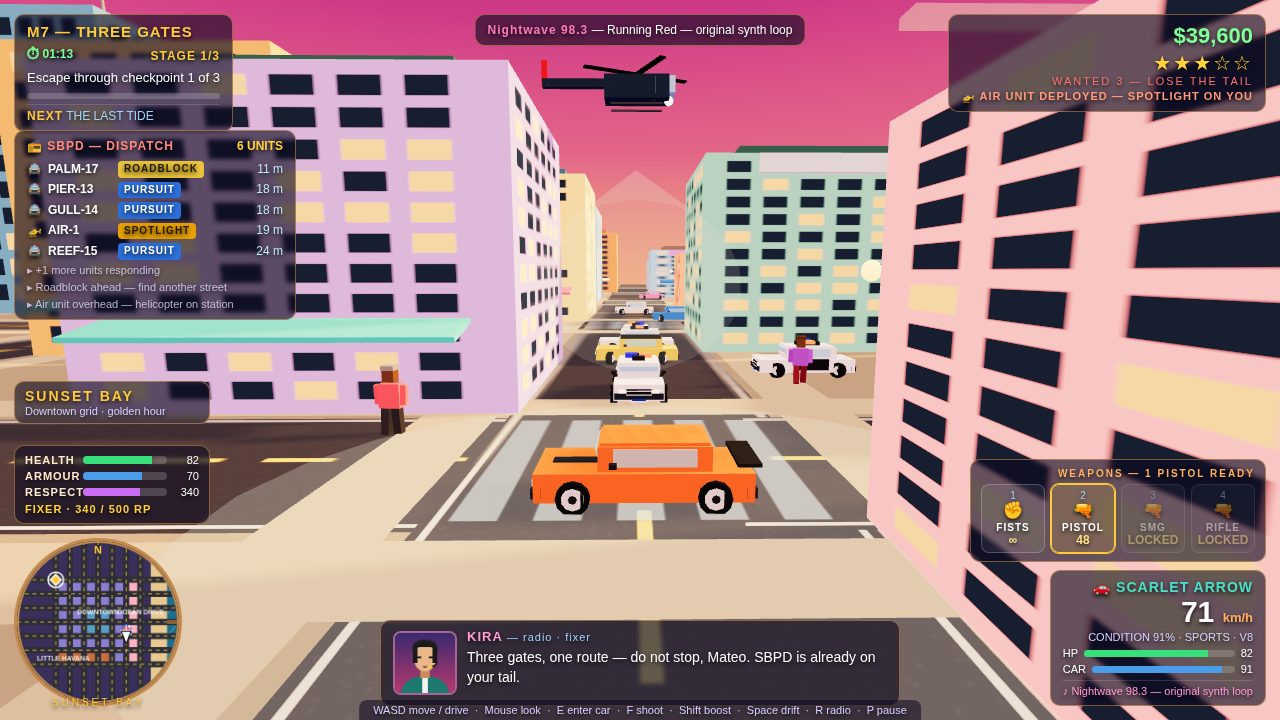 M7 — THREE GATES
⏱ 01:13 STAGE 1/3
Escape through checkpoint 1 of 3
NEXT THE LAST TIDE
SBPD — DISPATCH 6 UNITS
PALM-17 ROADBLOCK 11 m
PIER-13 PURSUIT 18 m
GULL-14 PURSUIT 18 m
AIR-1 SPOTLIGHT 19 m
REEF-15 PURSUIT 24 m
▸ +1 more units responding
▸ Roadblock ahead — find another street
▸ Air unit overhead — helicopter on station
Nightwave 98.3 — Running Red — original synth loop
$39,600
★★★☆☆
WANTED 3 — LOSE THE TAIL
AIR UNIT DEPLOYED — SPOTLIGHT ON YOU
SUNSET BAY
Downtown grid · golden hour
HEALTH 82
ARMOUR 70
RESPECT 340
FIXER · 340 / 500 RP
N
DOWNTOWN OCEAN DRIVE
LITTLE HAVANA
SUNSET BAY
WEAPONS — 1 PISTOL READY
1 2 3 4
FISTS PISTOL SMG RIFLE
∞ 48 LOCKED LOCKED
SCARLET ARROW
71 km/h
CONDITION 91% · SPORTS · V8
HP 82
CAR 91
♪ Nightwave 98.3 — original synth loop
KIRA — radio · fixer
Three gates, one route — do not stop, Mateo. SBPD is already on
your tail.
WASD move / drive · Mouse look · E enter car · F shoot · Shift boost · Space drift · R radio · P pause